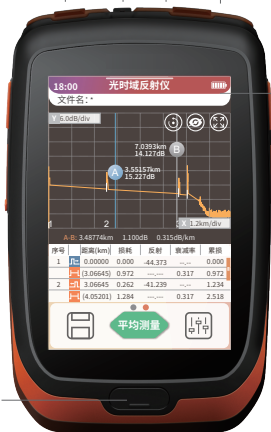 18:00 光时域反射仪
文件名：*
Y 6.0dB/div
7.0393km
14.127dB
B
A
3.55157km
15.227dB
2
X 1.2km/div
A-B: 3.48774km 1.100dB 0.315dB/km
序号 距离(km) 损耗 反射 衰减率 累损
1 0.00000 0.000 -44.373 --.-- 0.000
(3.06645) 0.972 ---.--- 0.317 0.972
2 3.06645 0.262 -41.239 --.-- 1.234
(4.05201) 1.284 ---.--- 0.317 2.518
平均测量